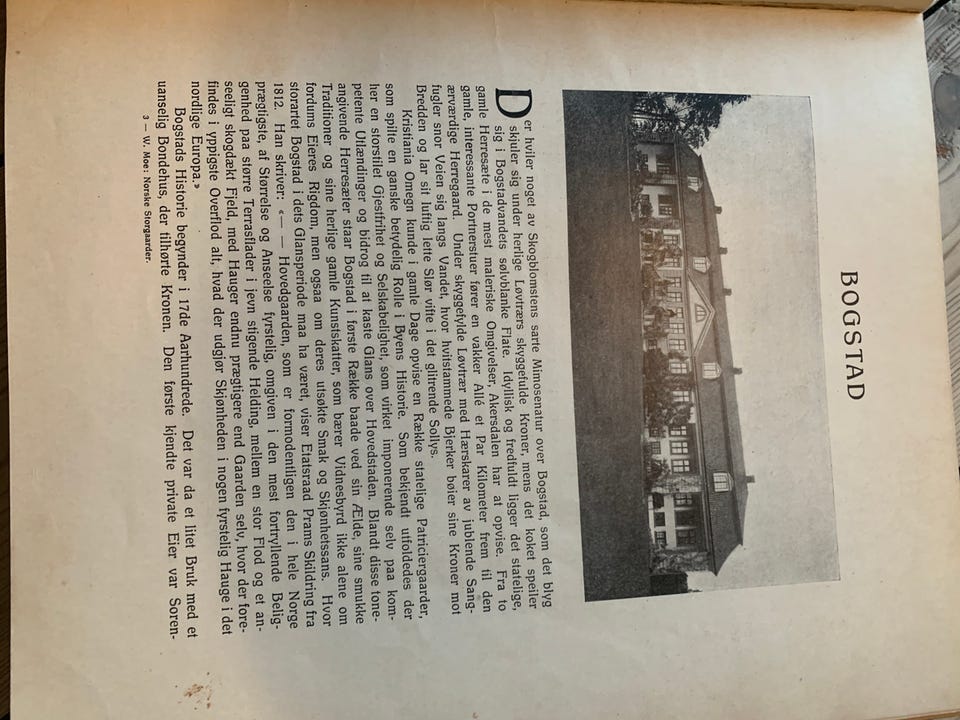 BOGSTAD
Der hviler noget av Skogblomstens sarte Mimosenatur over Bogstad, som det blyg
skjuler sig under herlige Løvtrærs skyggefulde Kroner, mens det koket speiler
sig i Bogstadvandets sølvblanke Flate. Idyllisk og fredfuldt ligger det statelige,
gamle Herresæte i de mest maleriske Omgivelser, Akersdalen har at opvise. Fra to
gamle, interessante Portnerstuer fører en vakker Allé et Par Kilometer frem til den
ærværdige Herregaard. Under skyggefylde Løvtrær med Hærskarer av jublende Sang-
fugler snor Veien sig langs Vandet, hvor hvitstammede Bjerker bøier sine Kroner mot
Bredden og lar sit luftig lette Slør vifte i det glitrende Sollys.
Kristiania Omegn kunde i gamle Dage opvise en Række statelige Patriciergaarder,
som spilte en ganske betydelig Rolle i Byens Historie. Som bekjendt utfoldedes der
her en storstilet Gjestfrihet og Selskabelighet, som virket imponerende selv paa kom-
petente Utlændinger og bidrog til at kaste Glans over Hovedstaden. Blandt disse tone-
angivende Herresæter staar Bogstad i første Række baade ved sin Ælde, sine smukke
Traditioner og sine herlige gamle Kunstskatter, som bærer Vidnesbyrd ikke alene om
fordums Eieres Rigdom, men ogsaa om deres utsøkte Smak og Skjønhetssans. Hvor
storartet Bogstad i dets Glansperiode maa ha været, viser Etatsraad Prams Skildring fra
1812. Han skriver: «— — Hovedgaarden, som er formodentligen den i hele Norge
prægtigste, af Størrelse og Anseelse fyrstelig, omgiven i den mest fortryllende Belig-
genhed paa større Terrasflader i jevn stigende Helding, mellem en stor Flod og et an-
seeligt skogdækt Fjeld, med Hauger endnu prægtigere end Gaarden selv, hvor der fore-
findes i yppigste Overflod alt, hvad der udgjør Skjønheden i nogen fyrstelig Hauge i det
nordlige Europa.»
Bogstads Historie begynder i 17de Aarhundrede. Det var da et litet Bruk med et
uanselig Bondehus, der tilhørte Kronen. Den første kjendte private Eier var Soren-
3 — W. Moe: Norske Storgaarder.